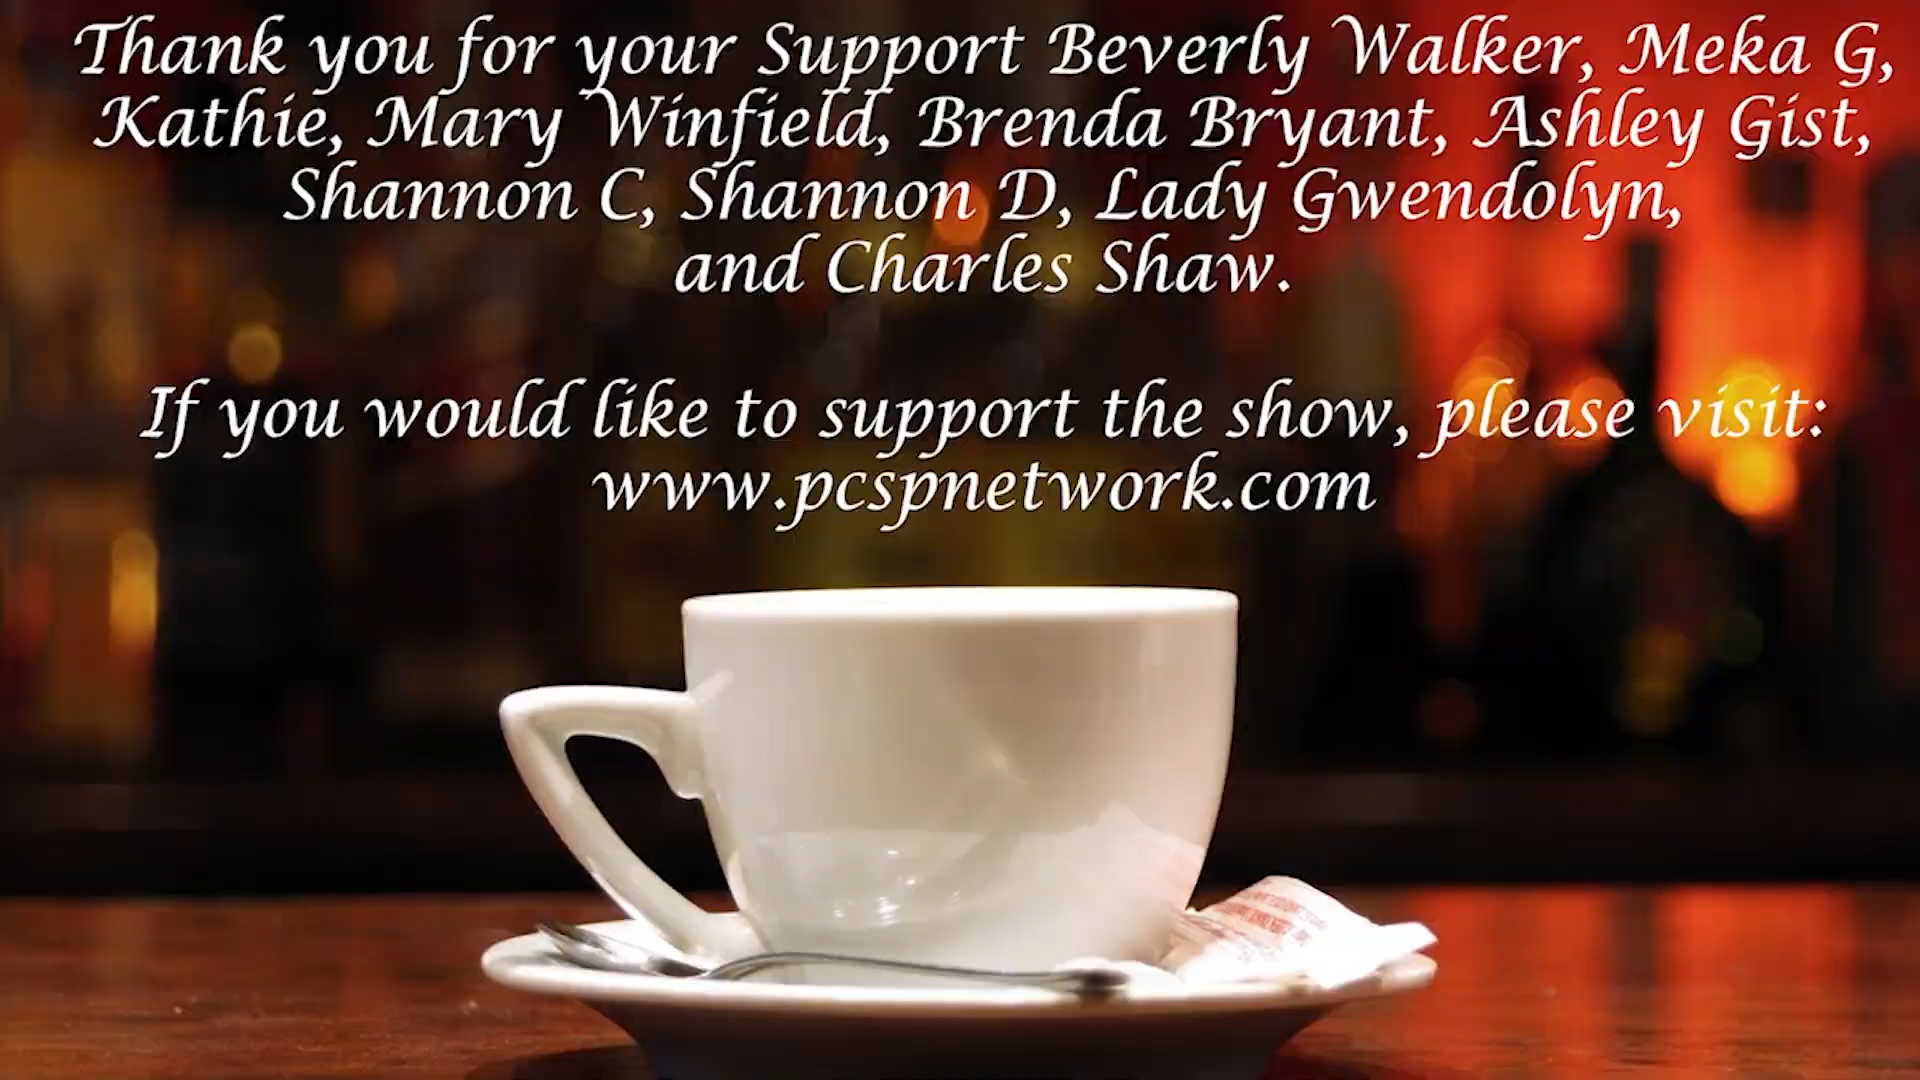 Thank you for your Support Beverly Walker, Meka G,
Kathie, Mary Winfield, Brenda Bryant, Ashley Gist,
Shannon C, Shannon D, Lady Gwendolyn,
and Charles Shaw.
If you would like to support the show, please visit:
www.pcspnetwork.com